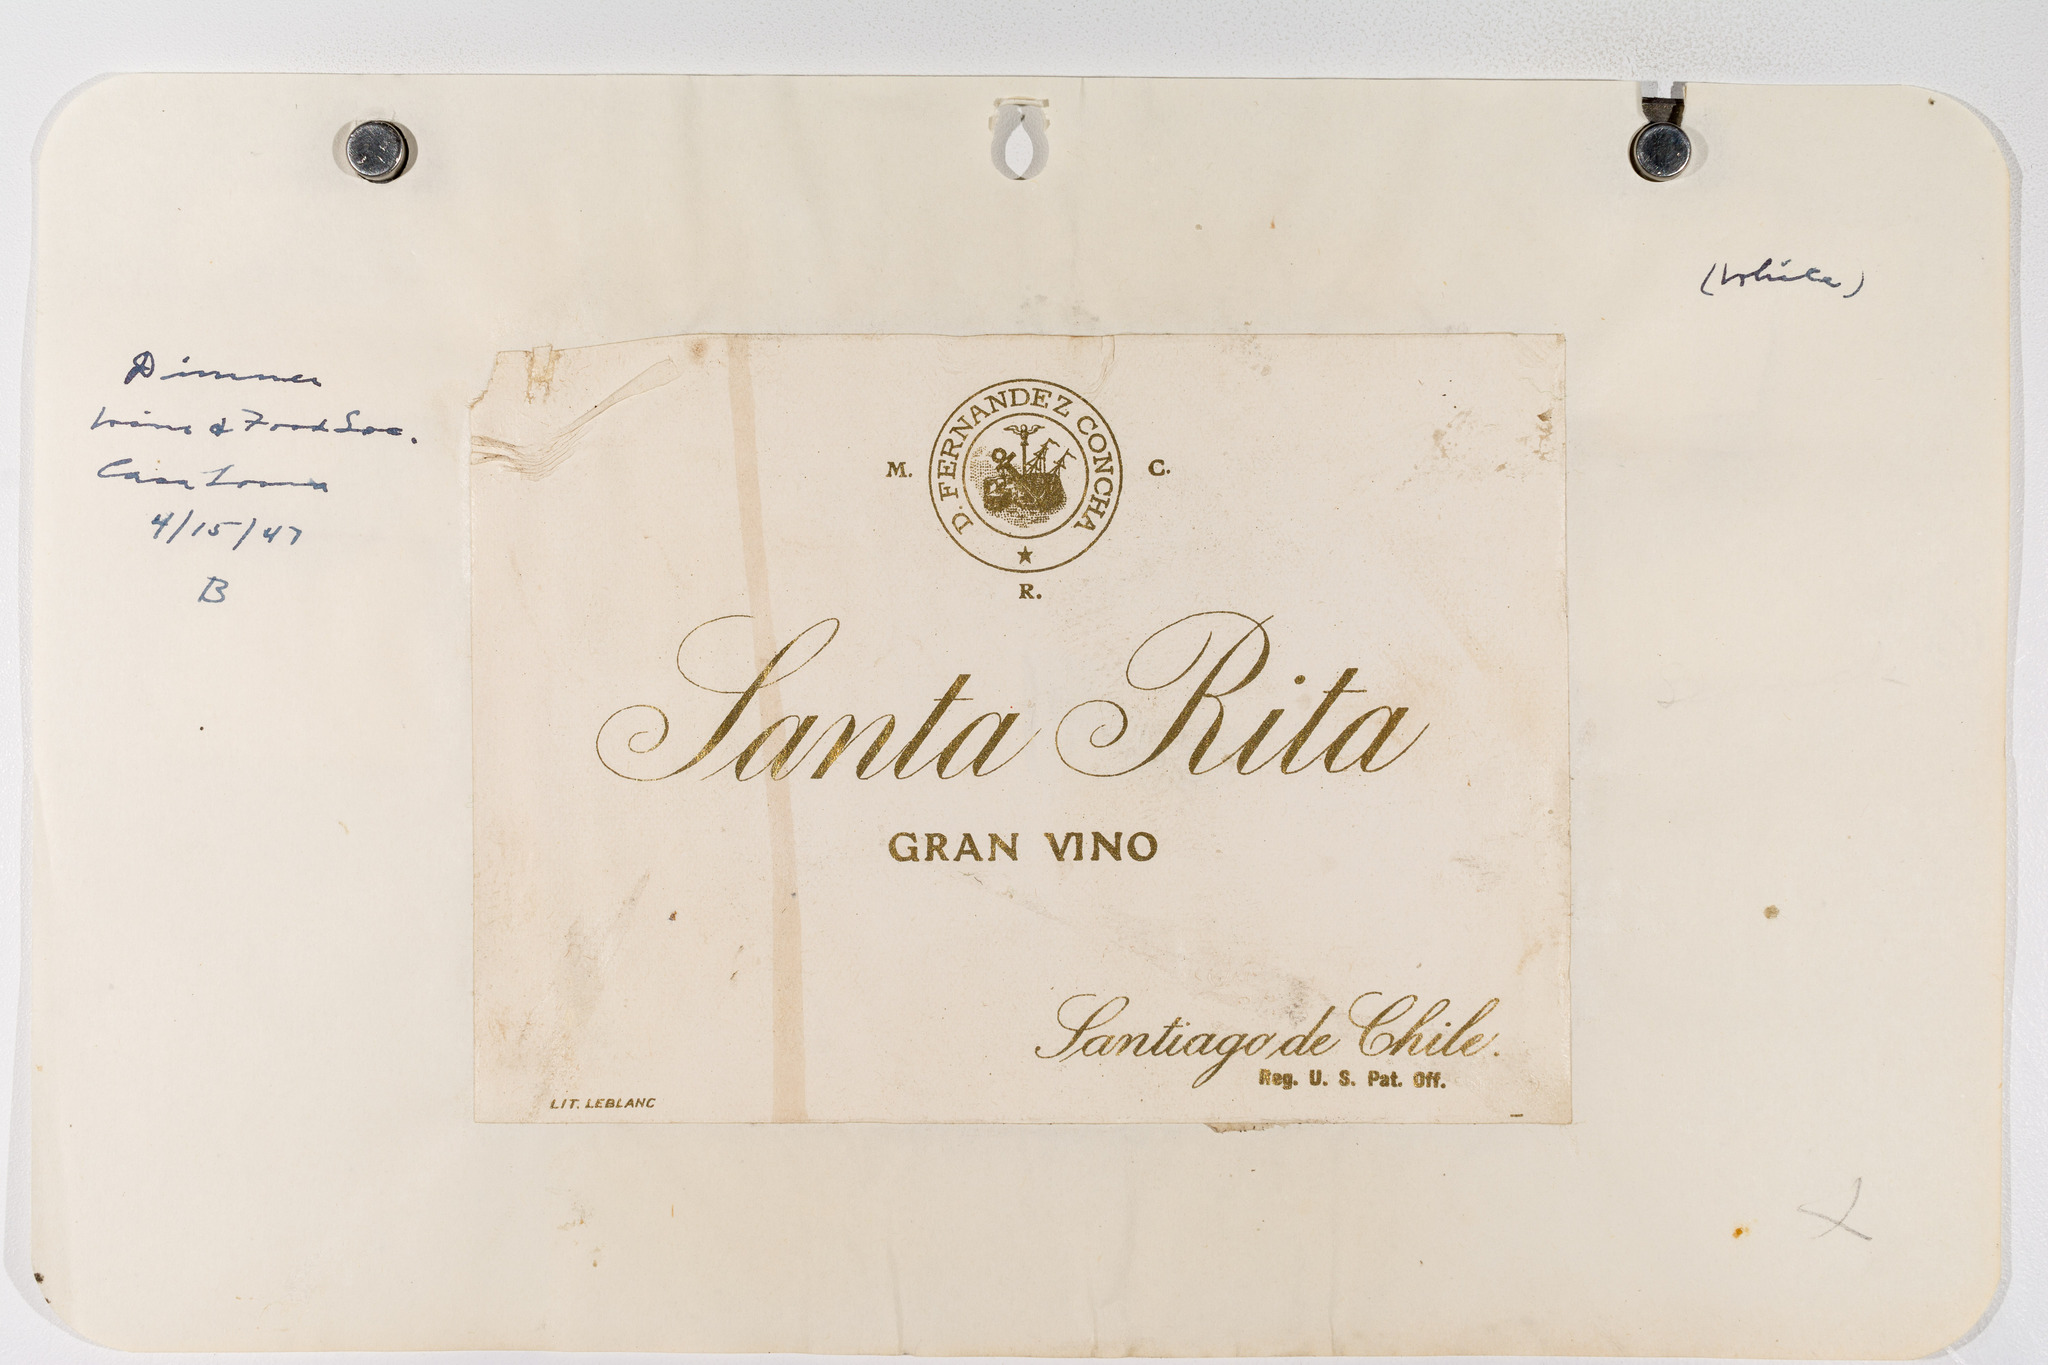 (White)
Dinner
Wine & Food Soc.
Casa Loma
4/15/47
B
D. FERNANDEZ CONCHA
M. C.
R.
Santa Rita
GRAN VINO
Santiago de Chile.
Reg. U. S. Pat. Off.
LIT. LEBLANC